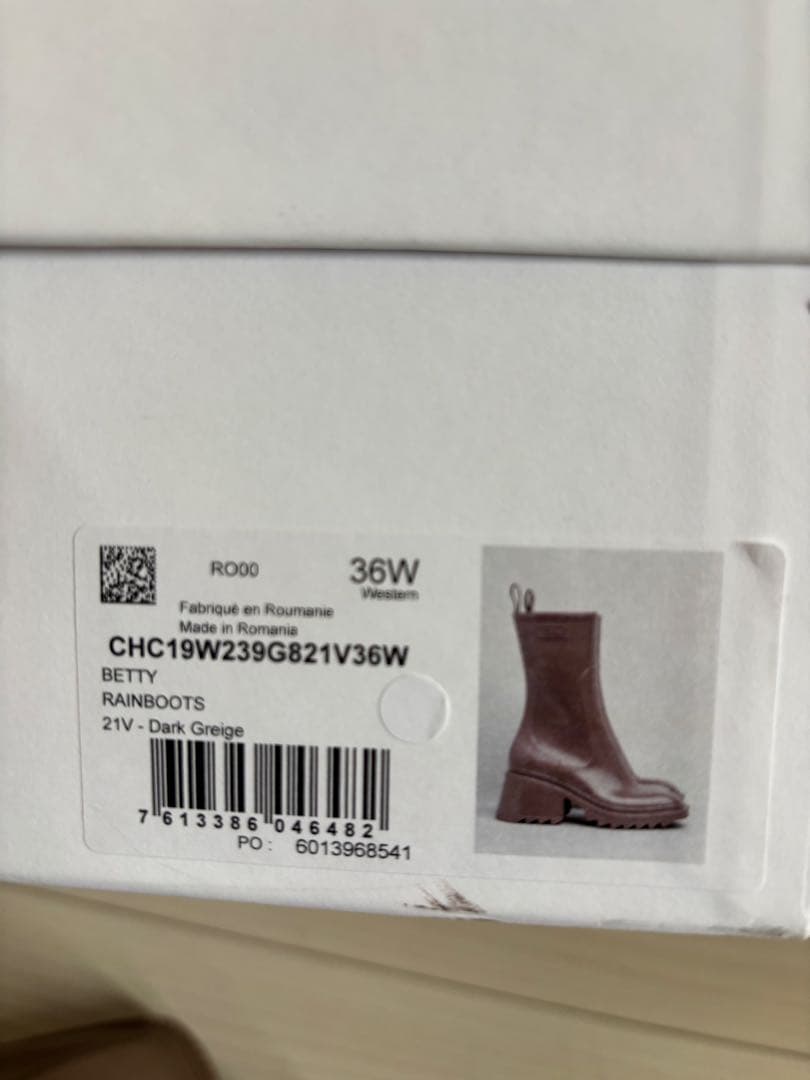 RO00
36W
Western
Fabriqué en Roumanie
Made in Romania
CHC19W239G821V36W
BETTY
RAINBOOTS
21V - Dark Greige
7 613386 046482
PO : 6013968541